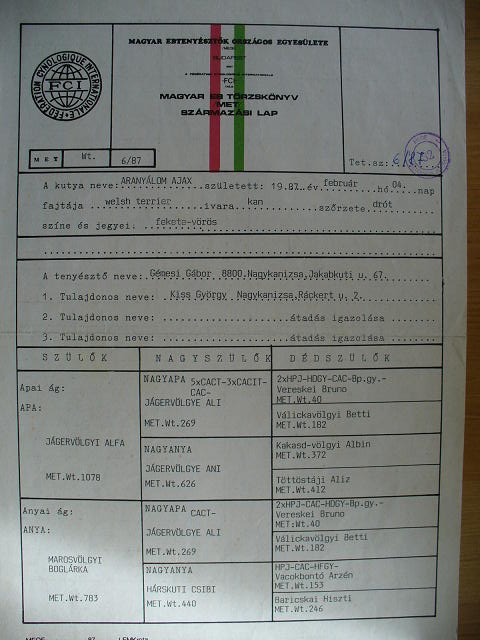 MAGYAR EBTENYÉSZTŐK ORSZÁGOS EGYESÜLETE
BUDAPEST
FEDERATION CYNOLOGIQUE INTERNATIONALE
FCI
-FCI-
MAGYAR EB TÖRZSKÖNYV
MET
SZÁRMAZÁSI LAP
MET Wt. 6/87
Tet.sz: 6/87
A kutya neve: ARANYÁLOM AJAX született: 1987. év február hó 04. nap
fajtája welsh terrier ivara: kan szőrzete drót
színe és jegyei: fekete-vörös
A tenyésztő neve: Gémesi Gábor 8800.Nagykanizsa,Jakabkuti u. 67.
1. Tulajdonos neve: Kiss György Nagykanizsa,Ráckert u. 2.
2. Tulajdonos neve: átadás igazolása
3. Tulajdonos neve: átadás igazolása
SZÜLŐK NAGYSZÜLŐK DÉDSZÜLŐK
Apai ág:
APA:
JÁGERVÖLGYI ALFA
MET.Wt.1078
NAGYAPA 5xCACT-3xCACIT-
CAC-
JÁGERVÖLGYE ALI
MET.Wt.269
NAGYANYA
JÁGERVÖLGYE ANI
MET.Wt.626
2xHPJ-HDGY-CAC-Bp.gy.-
Vereskei Bruno
MET.Wt.40
Válickavölgyi Betti
MET.Wt.182
Kakasd-völgyi Albin
MET.Wt.372
Töttöstáji Aliz
MET.Wt.412
Anyai ág:
ANYA:
MAROSVÖLGYI
BOGLÁRKA
MET.Wt.783
NAGYAPA CACT-
JÁGERVÖLGYE ALI
MET.Wt.269
NAGYANYA
HÁRSKUTI CSIBI
MET.Wt.440
2xHPJ-CAC-HDGY-Bp.gy.-
Vereskei Bruno
MET.Wt:40
Válickavölgyi Betti
MET.Wt.182
HPJ-CAC-HFGY-
Vacokbontó Arzén
MET.Wt.153
Baricskai Hiszti
MET.Wt.246